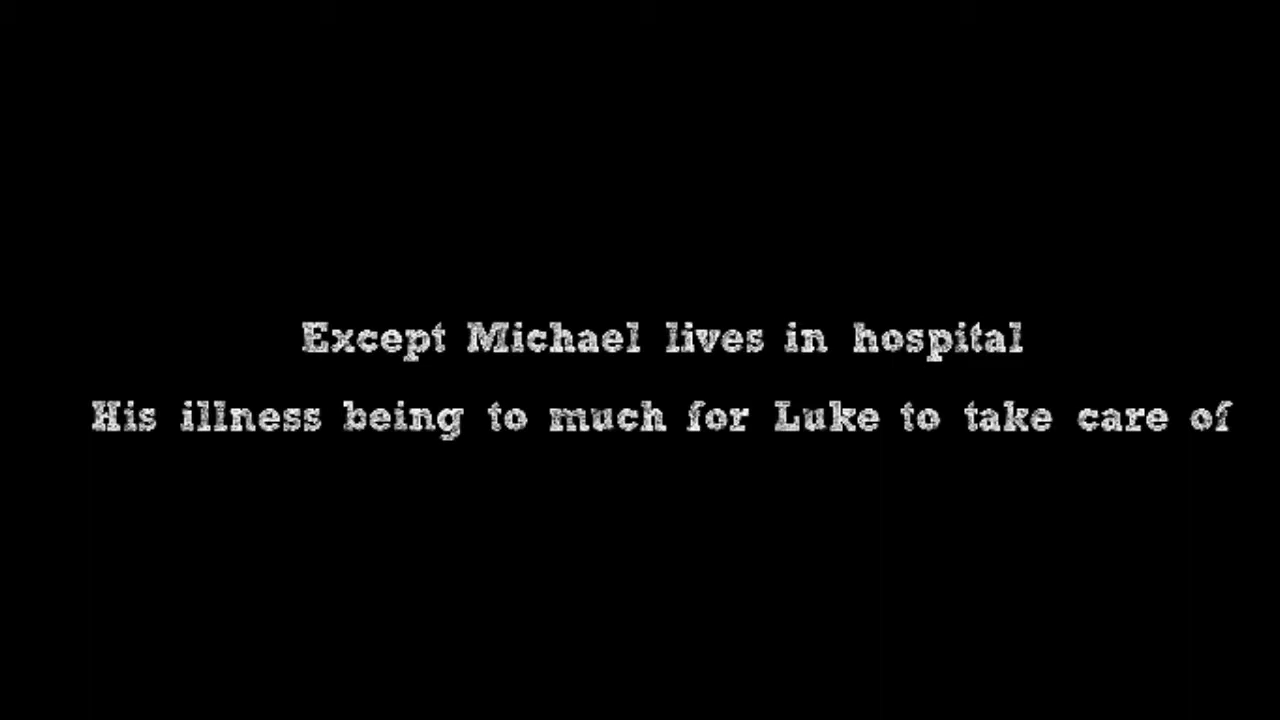 Except Michael lives in hospital
His illness being to much for Luke to take care of